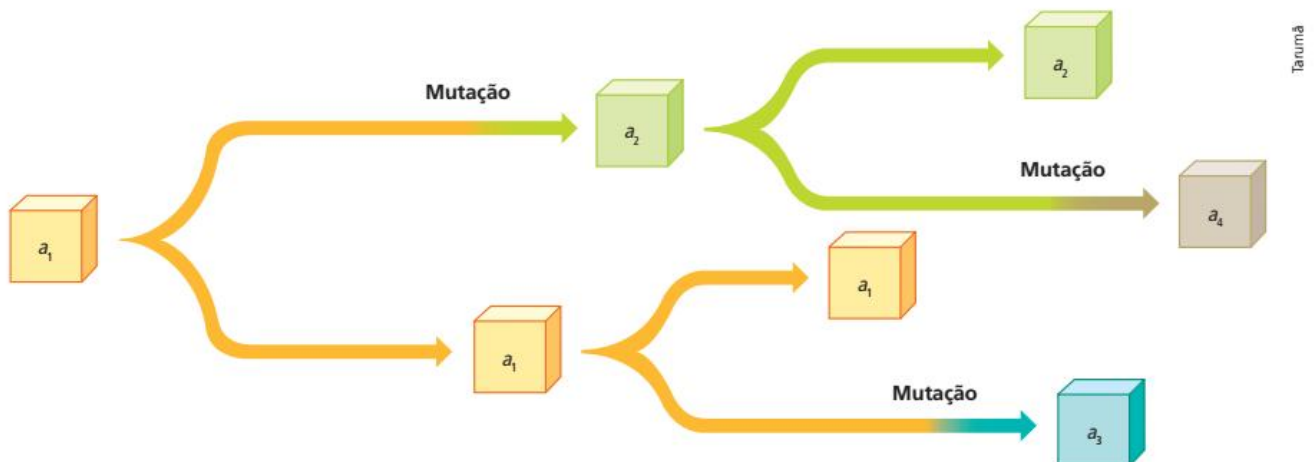 Tarumã
a₂
Mutação
a₂
Mutação
a₄
a₁
a₁
a₁
Mutação
a₃